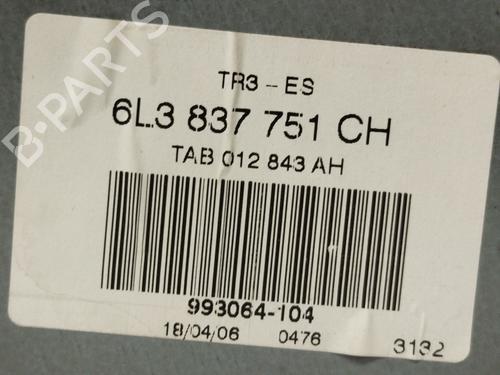 TR3-ES
6L3 837 751 CH
TAB 012 843 AH
993064-104
18/04/06 0476 3132
B-PARTS